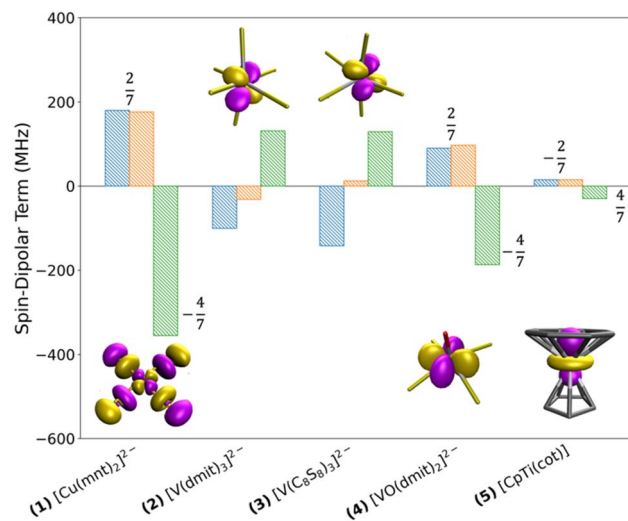 Spin-Dipolar Term (MHz)
400
200
0
−200
−400
−600
2/7
−4/7
2/7
−4/7
−2/7
4/7
(1) [Cu(mnt)₂]²⁻
(2) [V(dmit)₃]²⁻
(3) [V(C₈S₈)₃]²⁻
(4) [VO(dmit)₂]²⁻
(5) [CpTi(cot)]